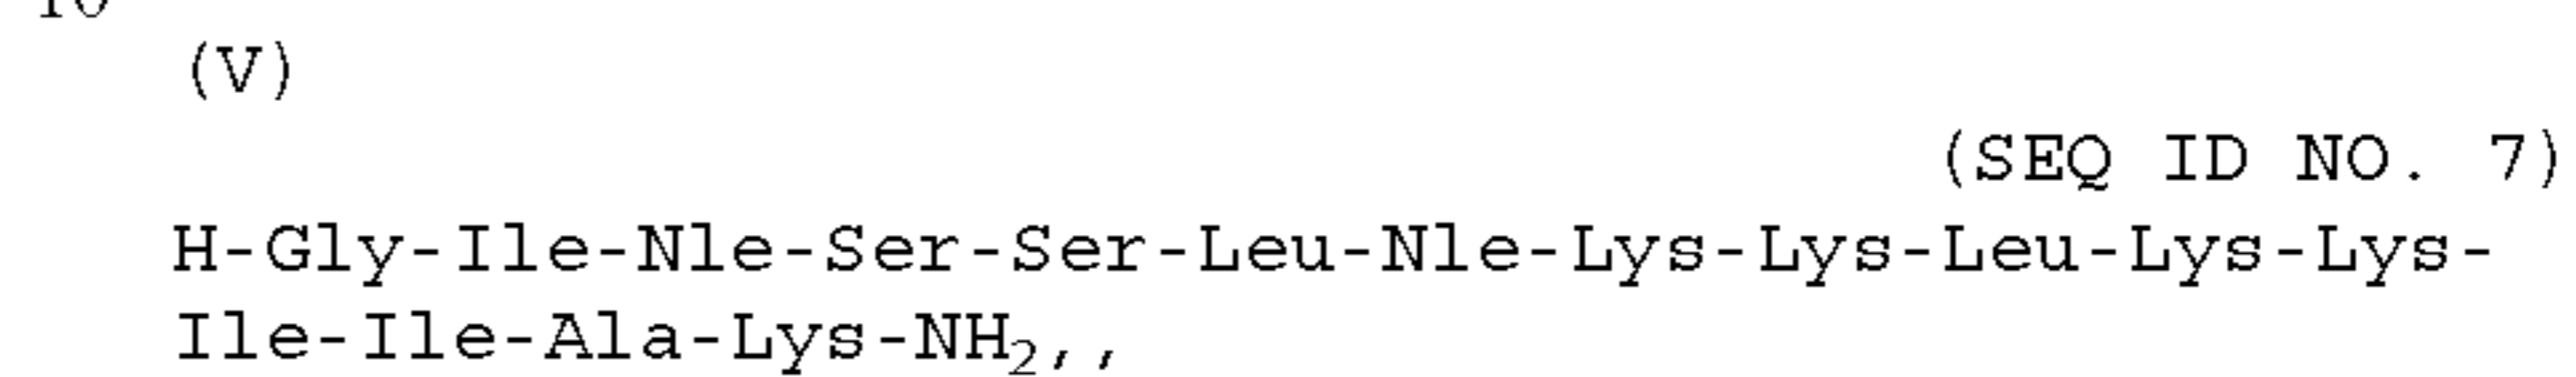 10
(V)
(SEQ ID NO. 7)
H-Gly-Ile-Nle-Ser-Ser-Leu-Nle-Lys-Lys-Leu-Lys-Lys-
Ile-Ile-Ala-Lys-NH₂,,